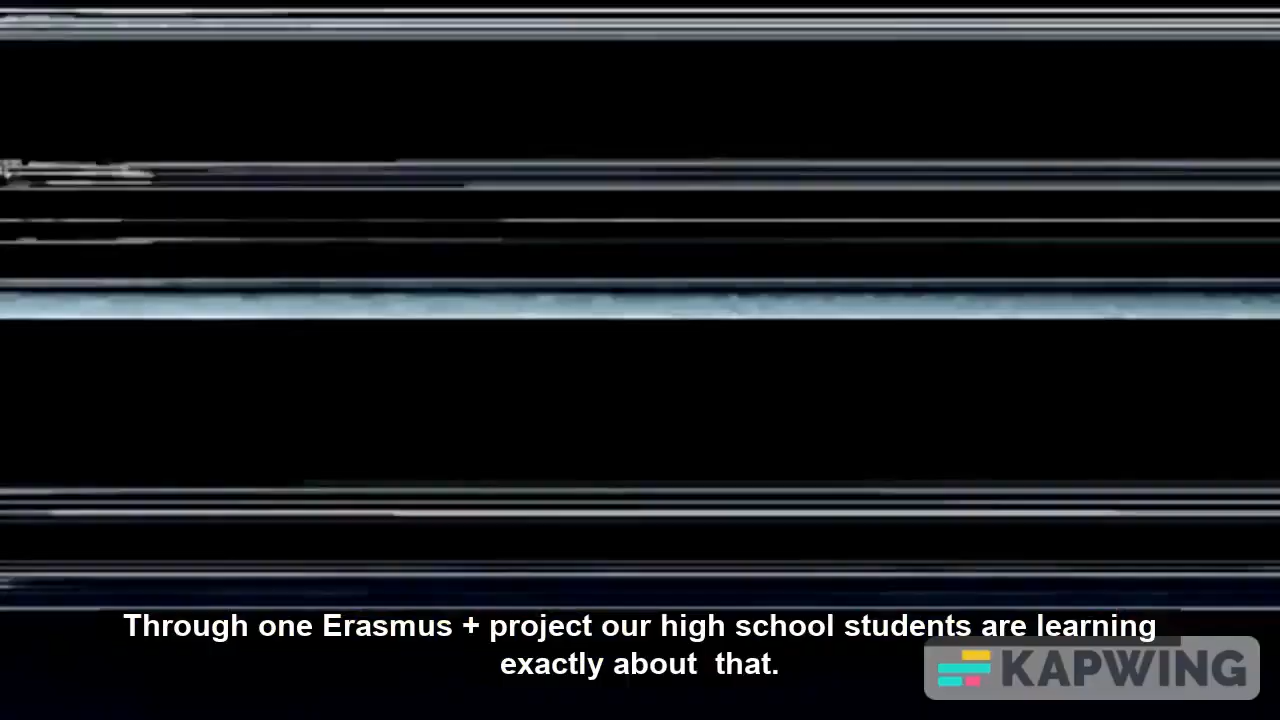 Through one Erasmus + project our high school students are learning
exactly about  that.
KAPWING